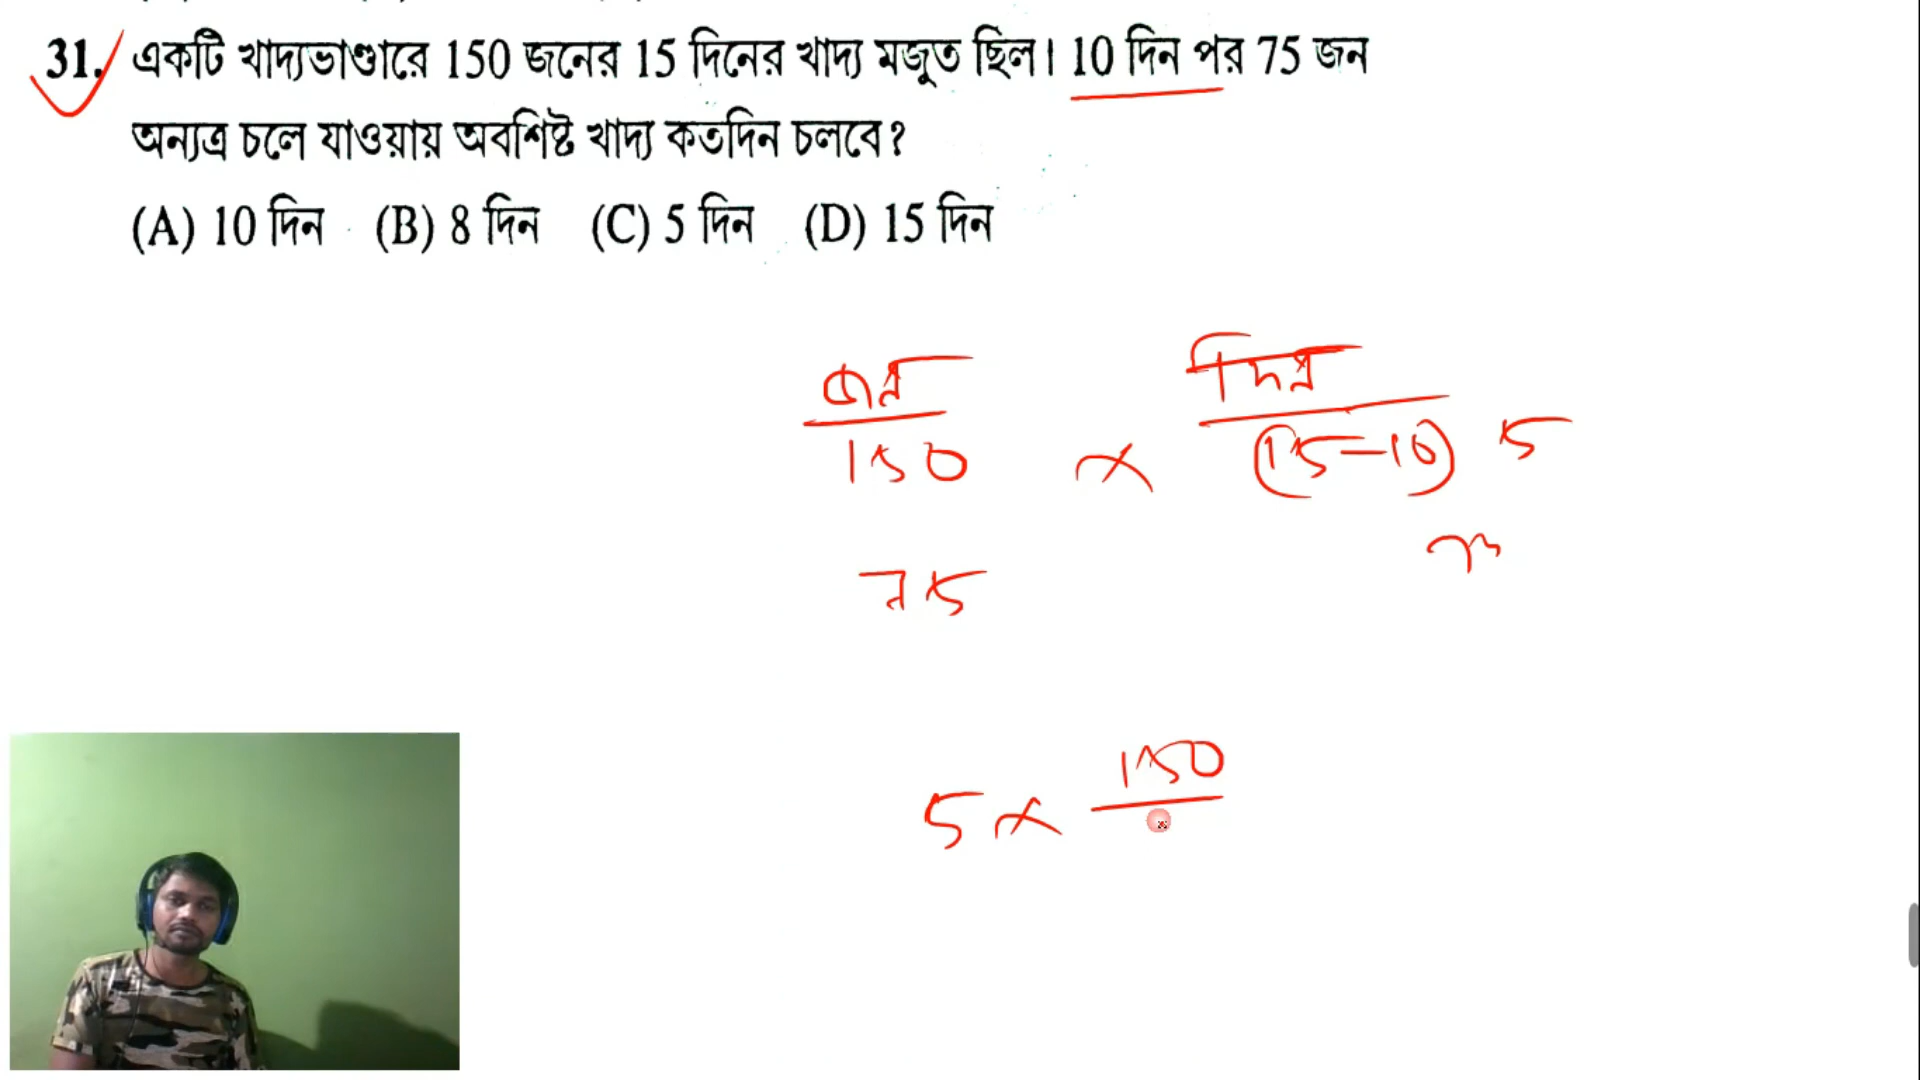 31. একটি খাদ্যভাণ্ডারে 150 জনের 15 দিনের খাদ্য মজুত ছিল। 10 দিন পর 75 জন
অন্যত্র চলে যাওয়ায় অবশিষ্ট খাদ্য কতদিন চলবে?
(A) 10 দিন (B) 8 দিন (C) 5 দিন (D) 15 দিন
জন দিন
150 × (15-10) 5
75
5 × 150